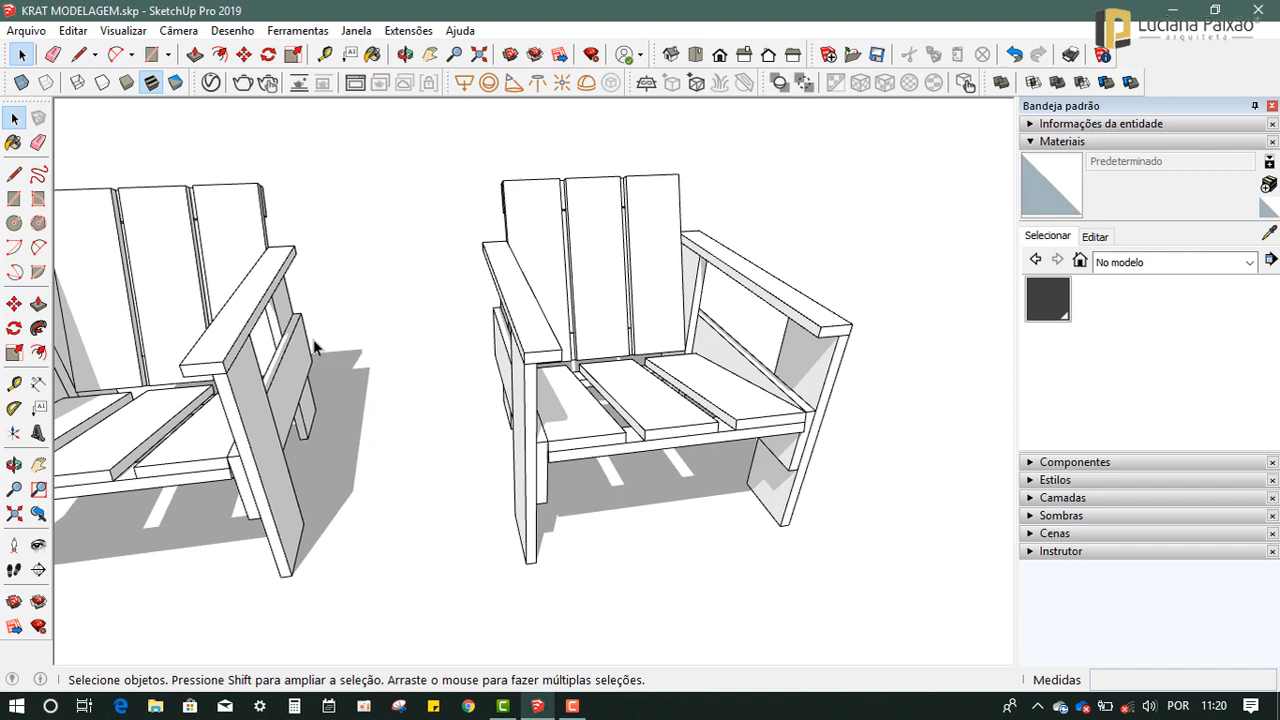 KRAT MODELAGEM.skp - SketchUp Pro 2019
Luciana Paixão
arquiteta
Arquivo Editar Visualizar Câmera Desenho Ferramentas Janela Extensões Ajuda
Bandeja padrão
Informações da entidade
Materiais
Predeterminado
Selecionar Editar
No modelo
Componentes
Estilos
Camadas
Sombras
Cenas
Instrutor
Selecione objetos. Pressione Shift para ampliar a seleção. Arraste o mouse para fazer múltiplas seleções.
Medidas
POR 11:20